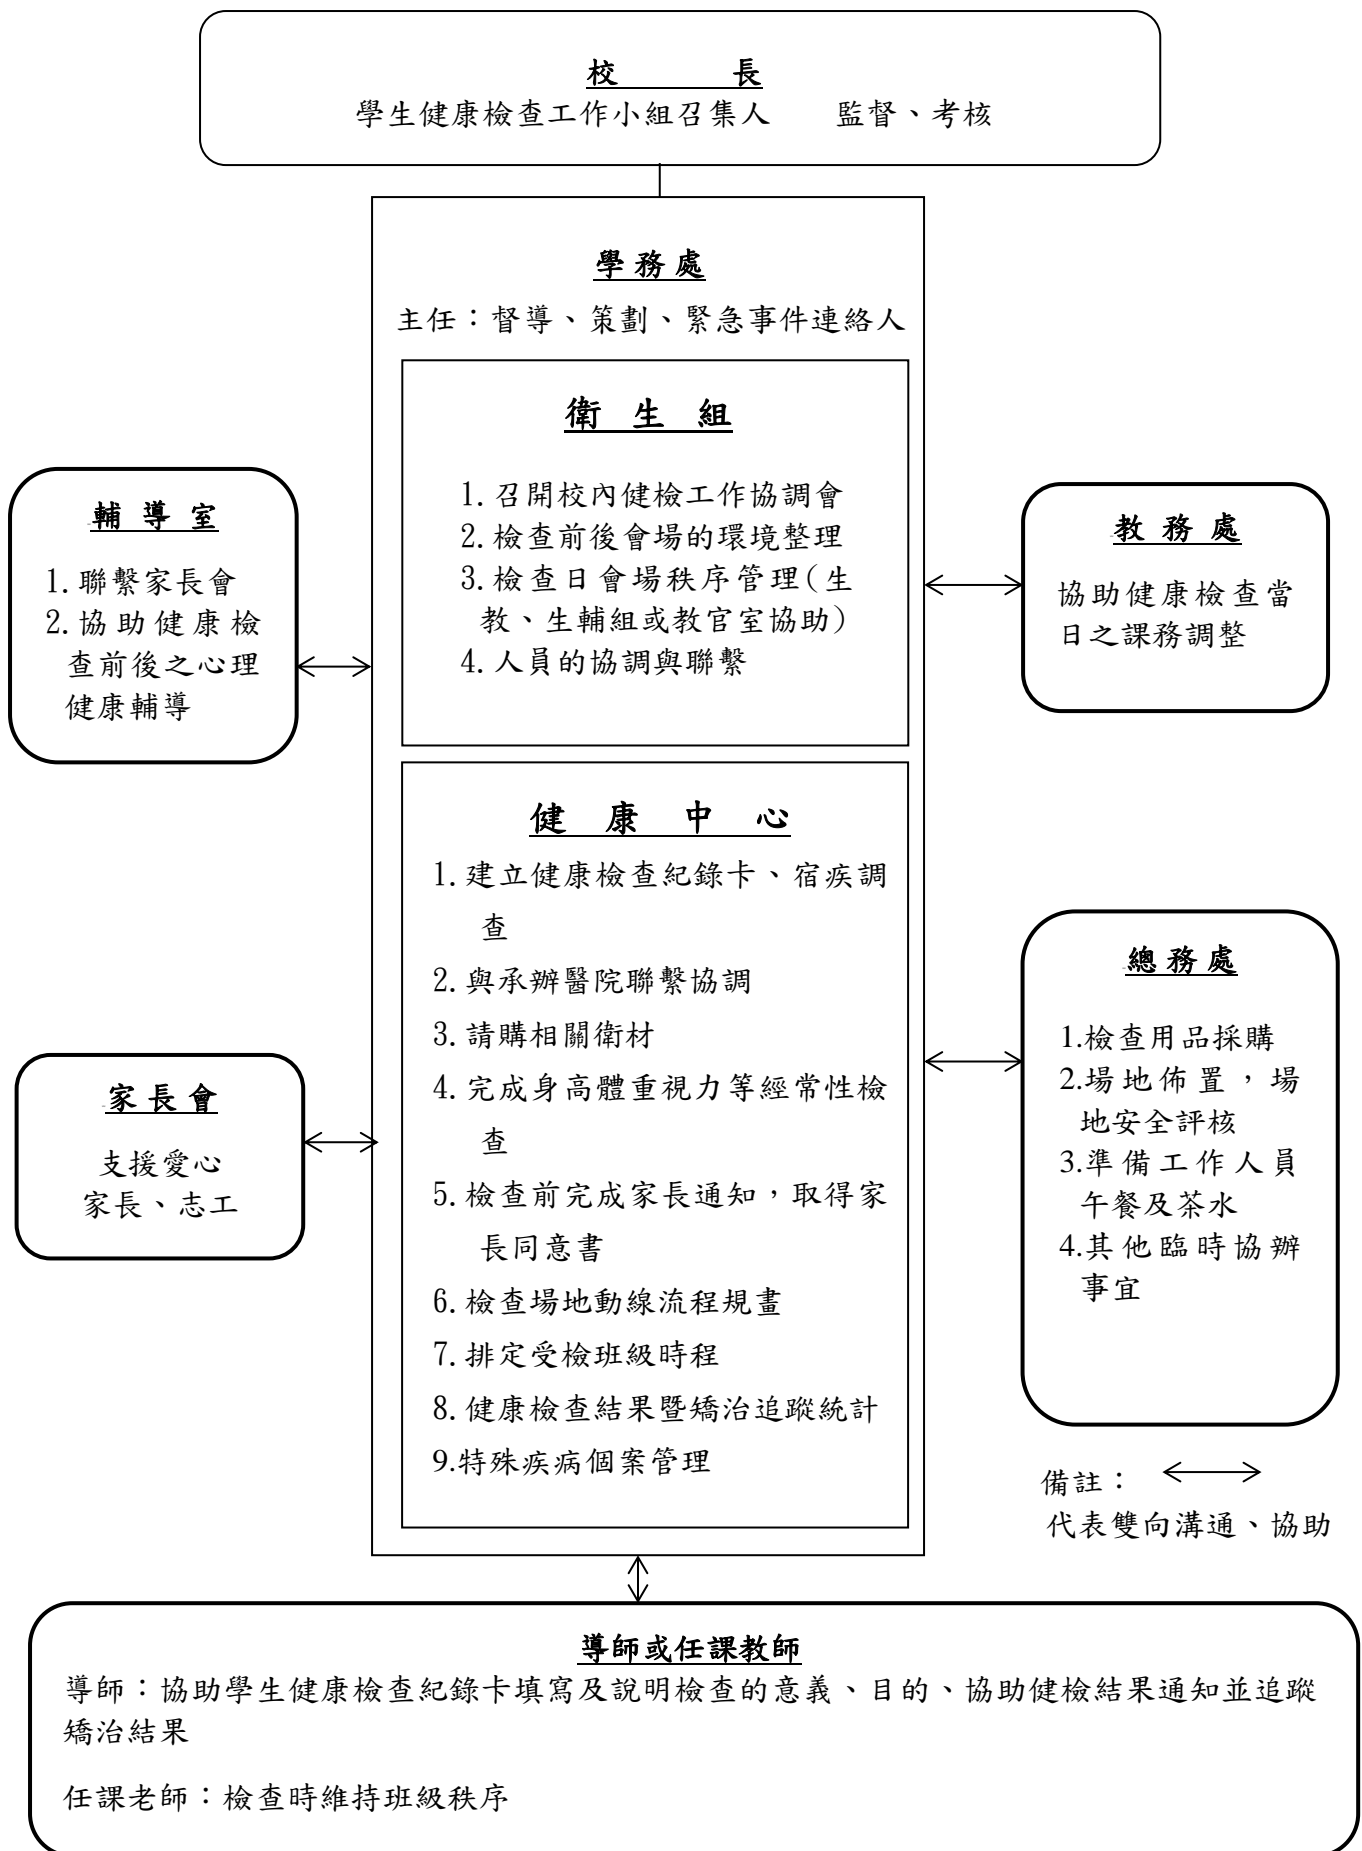 校　　長
學生健康檢查工作小組召集人　　監督、考核
學務處
主任：督導、策劃、緊急事件連絡人
衛生組
1.召開校內健檢工作協調會
2.檢查前後會場的環境整理
3.檢查日會場秩序管理(生
教、生輔組或教官室協助)
4.人員的協調與聯繫
輔導室
1.聯繫家長會
2.協助健康檢
查前後之心理
健康輔導
教務處
協助健康檢查當
日之課務調整
健康中心
1.建立健康檢查紀錄卡、宿疾調
查
2.與承辦醫院聯繫協調
3.請購相關衛材
4.完成身高體重視力等經常性檢
查
5.檢查前完成家長通知，取得家
長同意書
6.檢查場地動線流程規畫
7.排定受檢班級時程
8.健康檢查結果暨矯治追蹤統計
9.特殊疾病個案管理
家長會
支援愛心
家長、志工
總務處
1.檢查用品採購
2.場地佈置，場
地安全評核
3.準備工作人員
午餐及茶水
4.其他臨時協辦
事宜
備註：
代表雙向溝通、協助
導師或任課教師
導師：協助學生健康檢查紀錄卡填寫及說明檢查的意義、目的、協助健檢結果通知並追蹤
矯治結果
任課老師：檢查時維持班級秩序